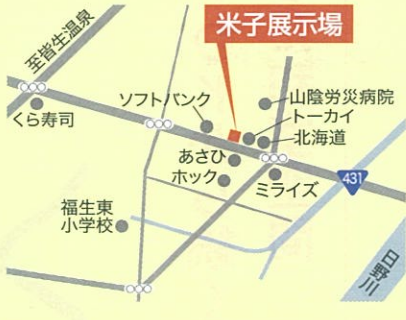 米子展示場
至皆生温泉
くら寿司
ソフトバンク
山陰労災病院
トーカイ
北海道
あさひ
ホック
ミライズ
431
福生東
小学校
日野川